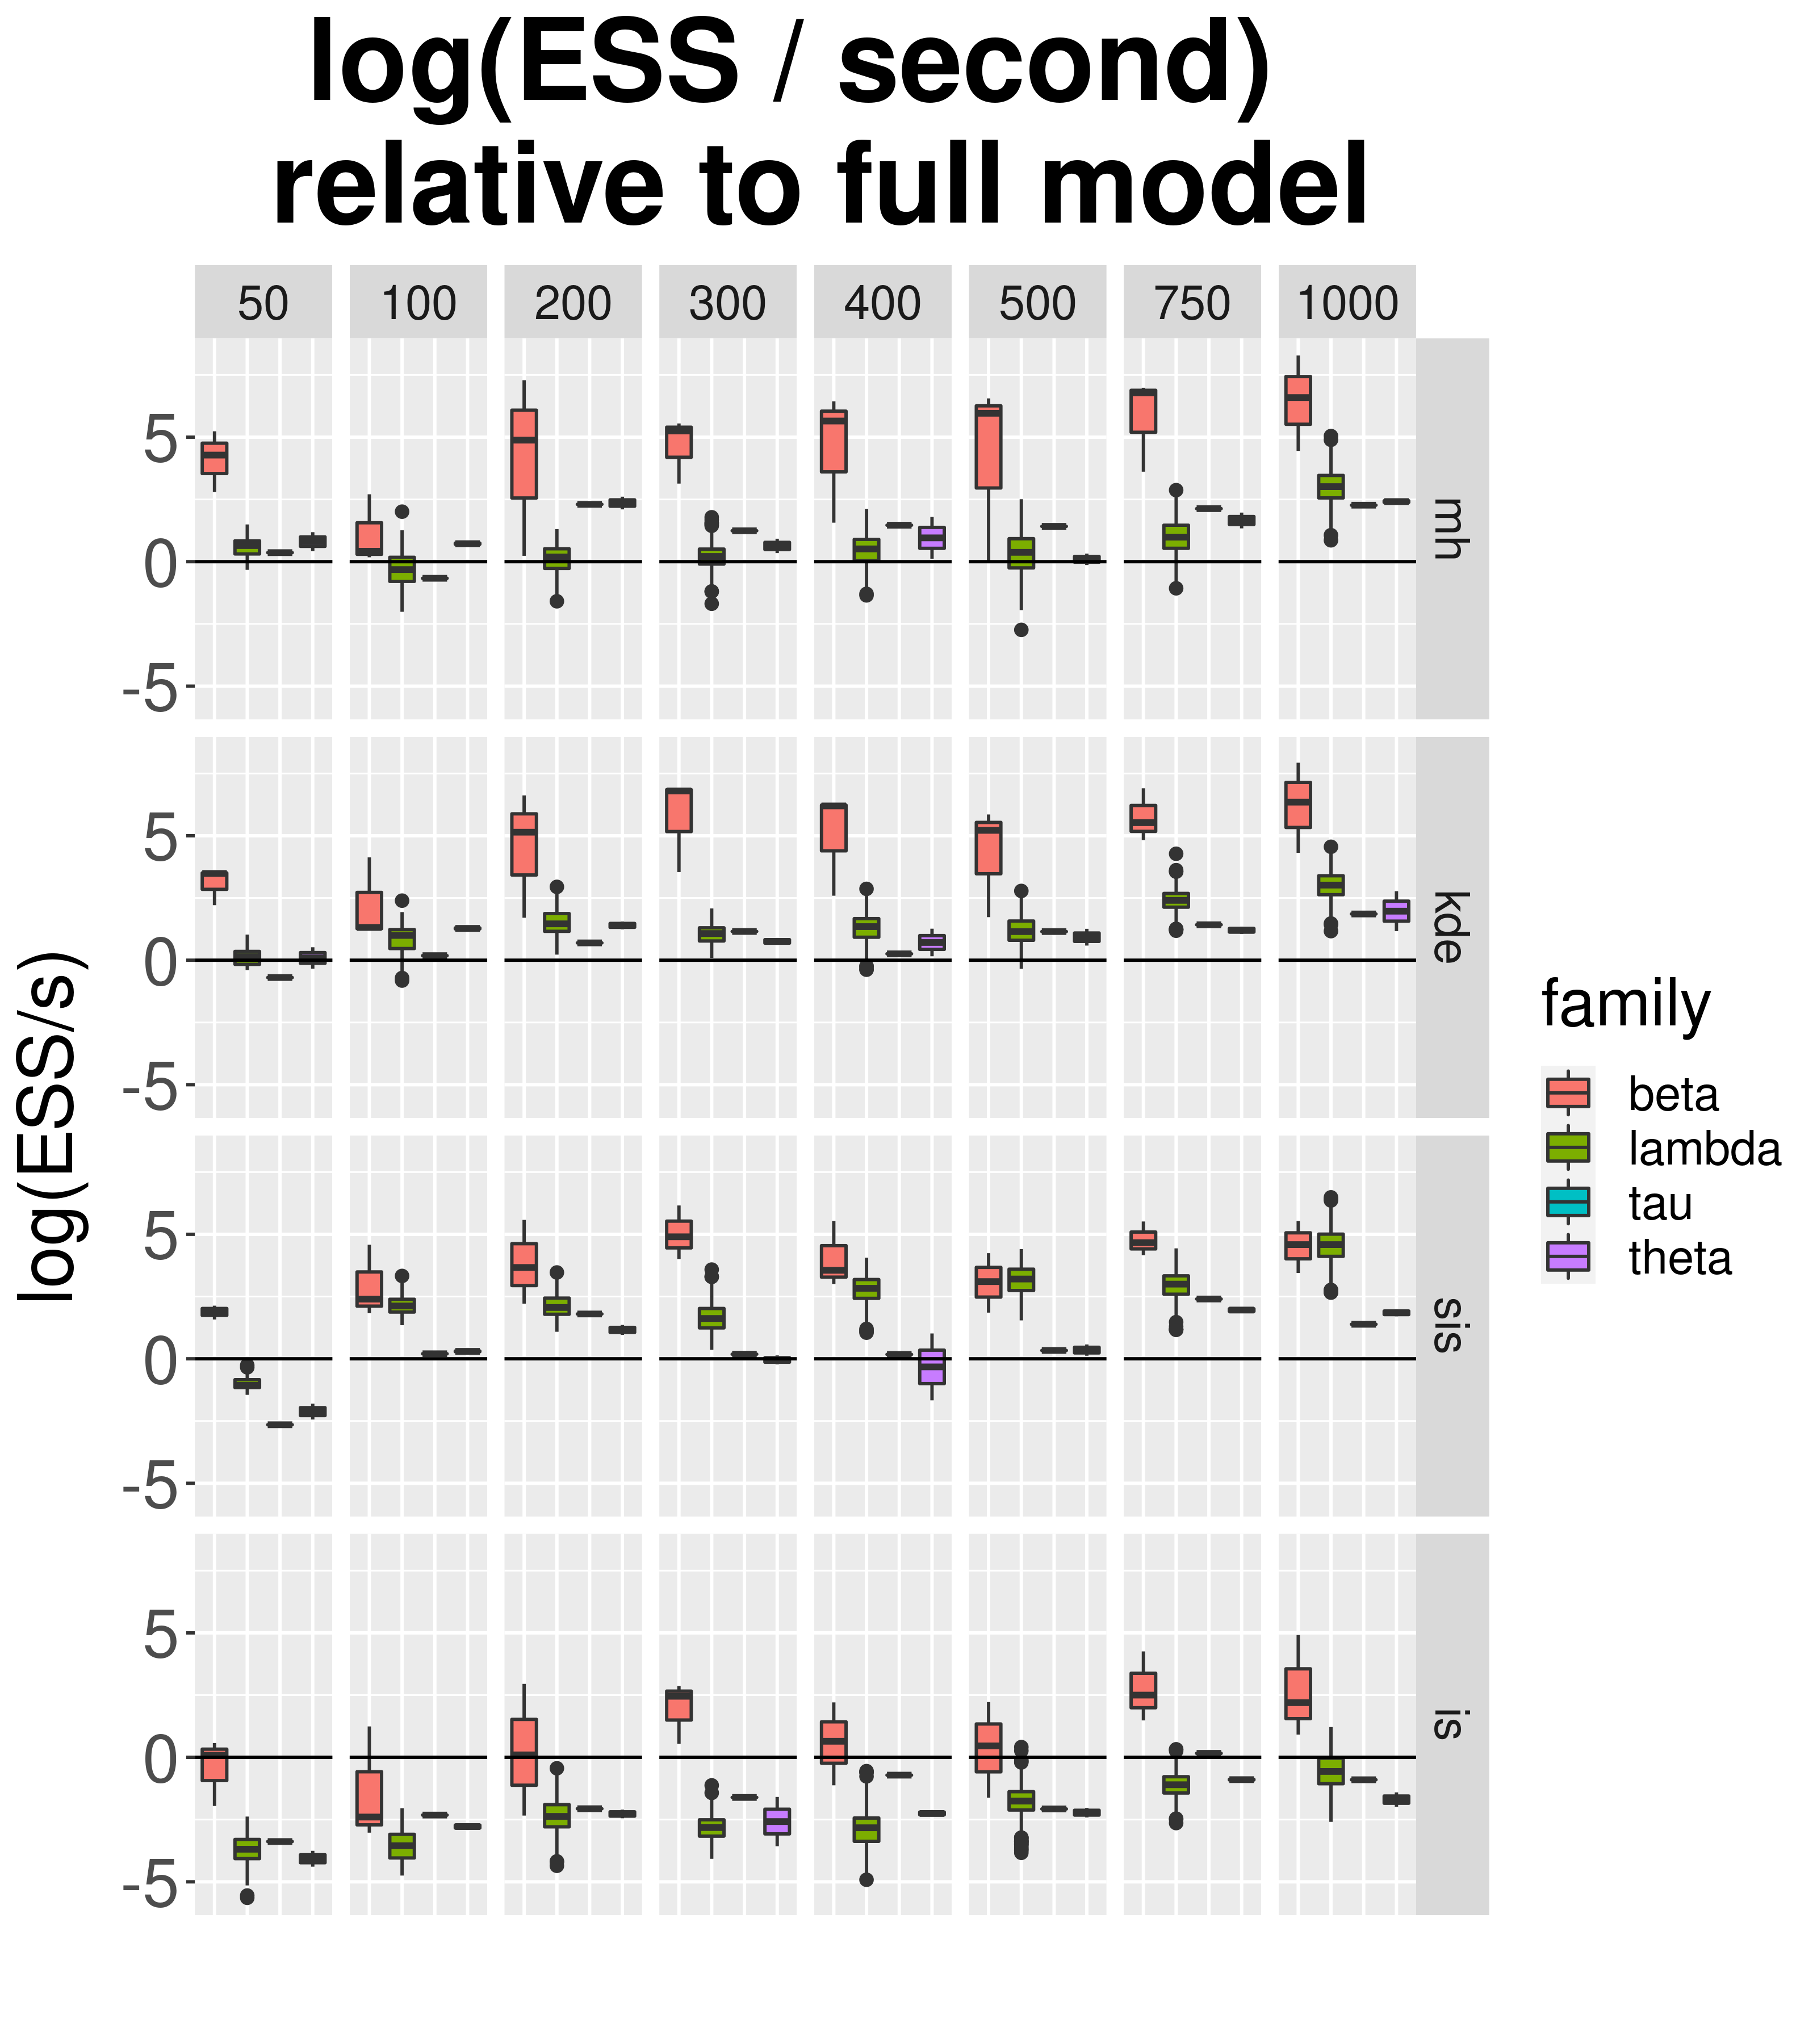 log(ESS / second)
relative to full model
50 100 200 300 400 500 750 1000
5
0
-5
mh
5
0
-5
kde
5
0
-5
sis
5
0
-5
is
log(ESS/s)
family
beta
lambda
tau
theta